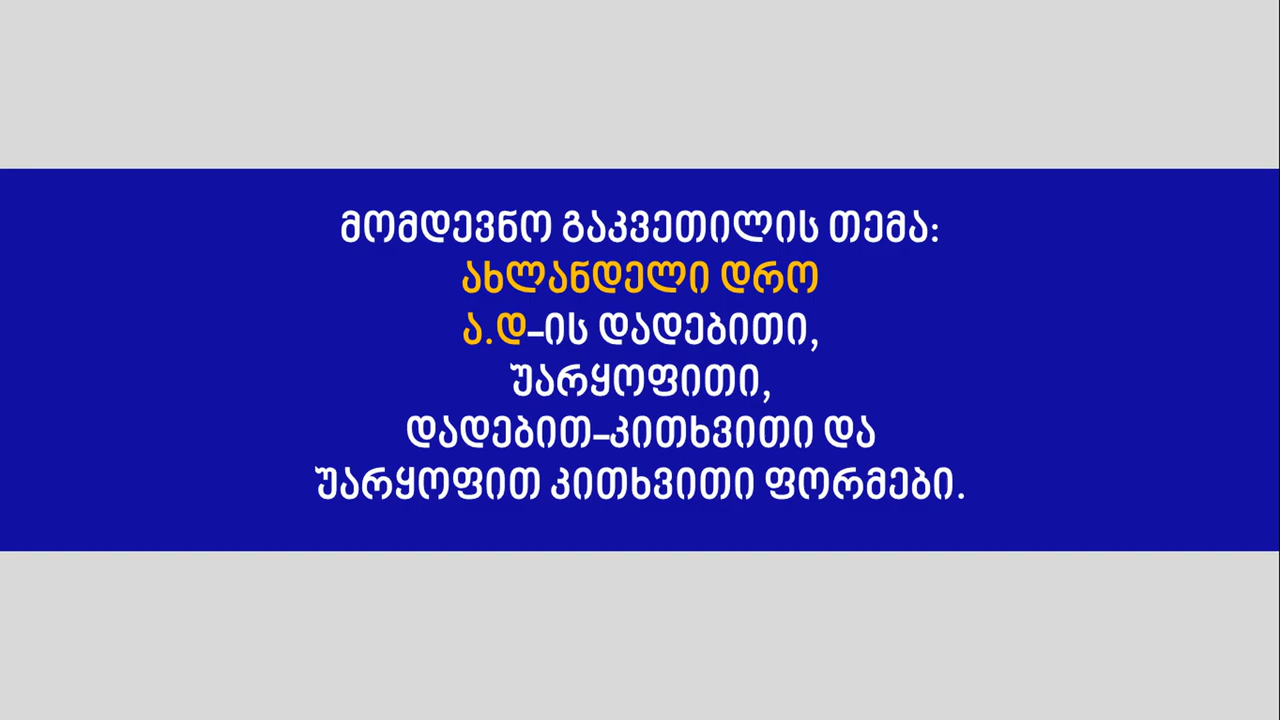 მომდევნო გაკვეთილის თემა:
ახლანდელი დრო
ა.დ-ის დადებითი,
უარყოფითი,
დადებით-კითხვითი და
უარყოფით კითხვითი ფორმები.